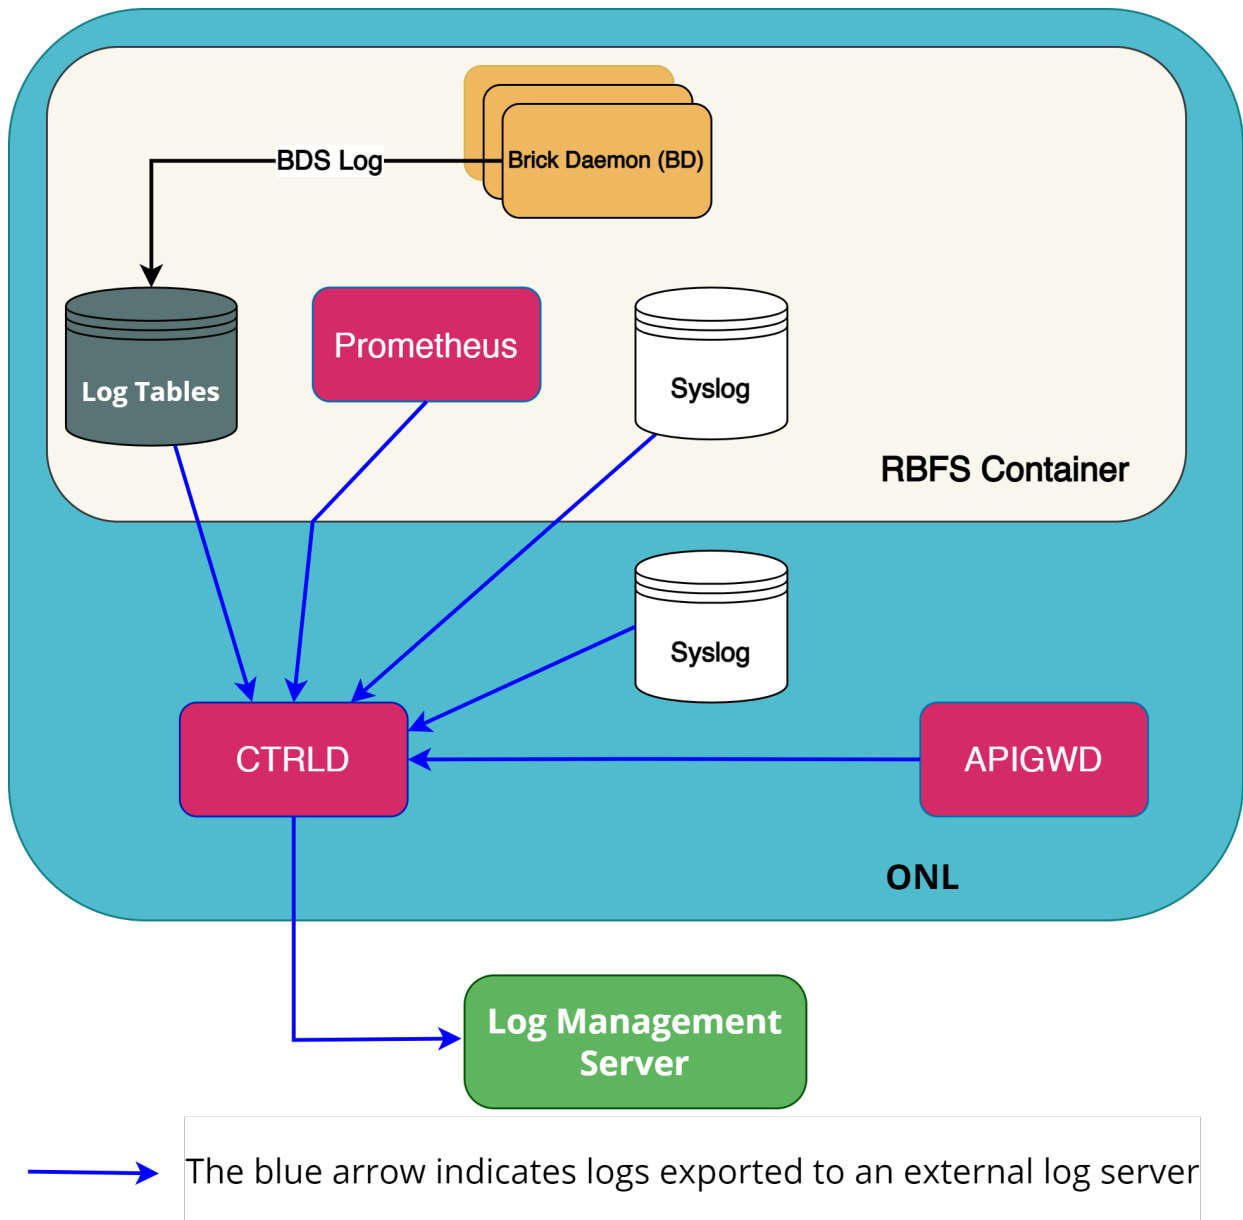 BDS Log
Brick Daemon (BD)
Log Tables
Prometheus
Syslog
RBFS Container
Syslog
CTRLD
APIGWD
ONL
Log Management
Server
The blue arrow indicates logs exported to an external log server